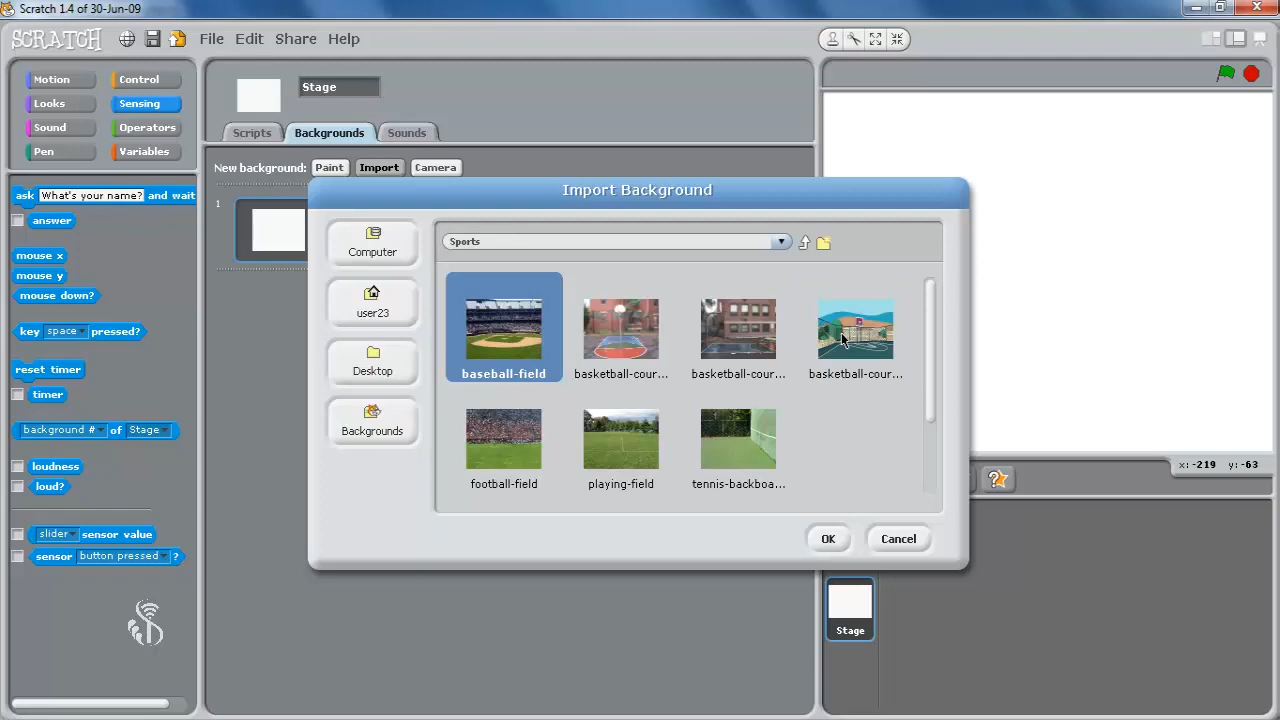 Scratch 1.4 of 30-Jun-09
SCRATCH File Edit Share Help
Motion Control
Looks Sensing
Sound Operators
Pen Variables
ask What's your name? and wait
answer
mouse x
mouse y
mouse down?
key space pressed?
reset timer
timer
background # of Stage
loudness
loud?
slider sensor value
sensor button pressed ?
Stage
Scripts Backgrounds Sounds
New background: Paint Import Camera
1
Import Background
Computer
user23
Desktop
Backgrounds
Sports
baseball-field basketball-cour... basketball-cour... basketball-cour...
football-field playing-field tennis-backboa...
OK Cancel
x: -219 y: -63
Stage